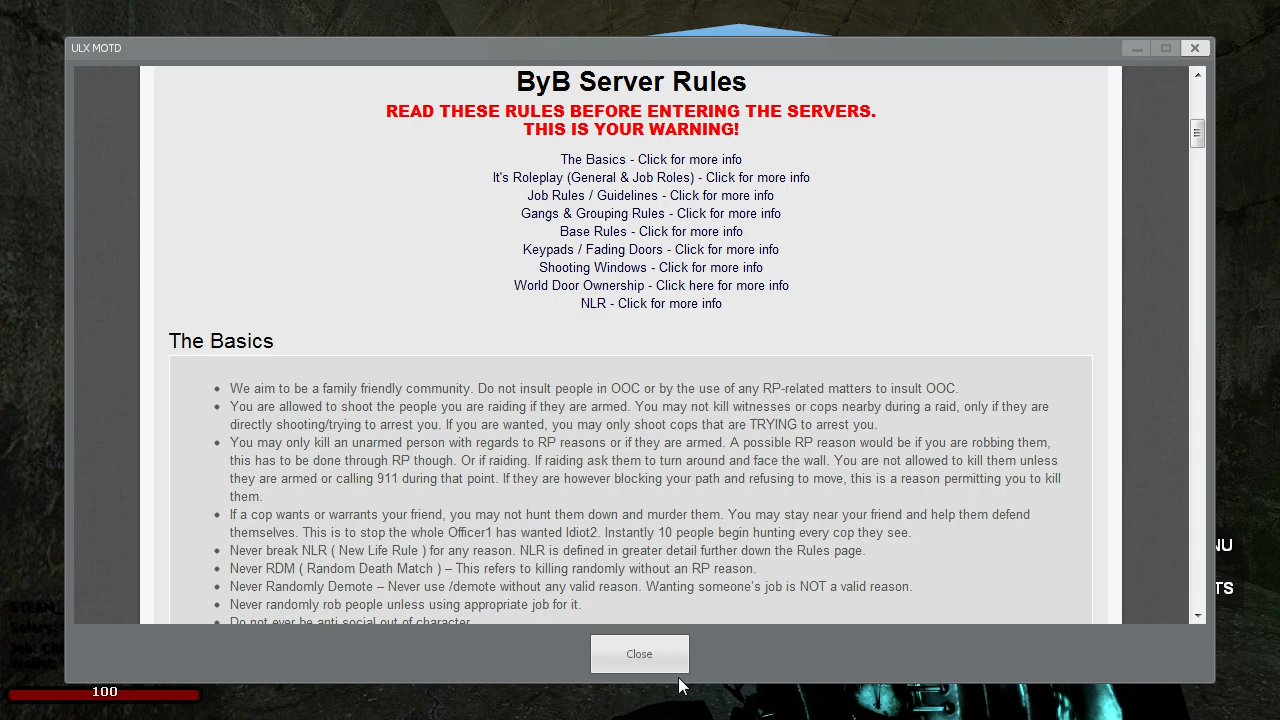 ULX MOTD
ByB Server Rules
READ THESE RULES BEFORE ENTERING THE SERVERS.
THIS IS YOUR WARNING!
The Basics - Click for more info
It's Roleplay (General & Job Roles) - Click for more info
Job Rules / Guidelines - Click for more info
Gangs & Grouping Rules - Click for more info
Base Rules - Click for more info
Keypads / Fading Doors - Click for more info
Shooting Windows - Click for more info
World Door Ownership - Click here for more info
NLR - Click for more info
The Basics
We aim to be a family friendly community. Do not insult people in OOC or by the use of any RP-related matters to insult OOC.
You are allowed to shoot the people you are raiding if they are armed. You may not kill witnesses or cops nearby during a raid, only if they are
directly shooting/trying to arrest you. If you are wanted, you may only shoot cops that are TRYING to arrest you.
You may only kill an unarmed person with regards to RP reasons or if they are armed. A possible RP reason would be if you are robbing them,
this has to be done through RP though. Or if raiding. If raiding ask them to turn around and face the wall. You are not allowed to kill them unless
they are armed or calling 911 during that point. If they are however blocking your path and refusing to move, this is a reason permitting you to kill
them.
If a cop wants or warrants your friend, you may not hunt them down and murder them. You may stay near your friend and help them defend
themselves. This is to stop the whole Officer1 has wanted Idiot2. Instantly 10 people begin hunting every cop they see.
Never break NLR ( New Life Rule ) for any reason. NLR is defined in greater detail further down the Rules page.
Never RDM ( Random Death Match ) – This refers to killing randomly without an RP reason.
Never Randomly Demote – Never use /demote without any valid reason. Wanting someone's job is NOT a valid reason.
Never randomly rob people unless using appropriate job for it.
Do not ever be anti social out of character
NU
TS
STEAM
Salary:
Job: Ci
Wallet:
Close
100